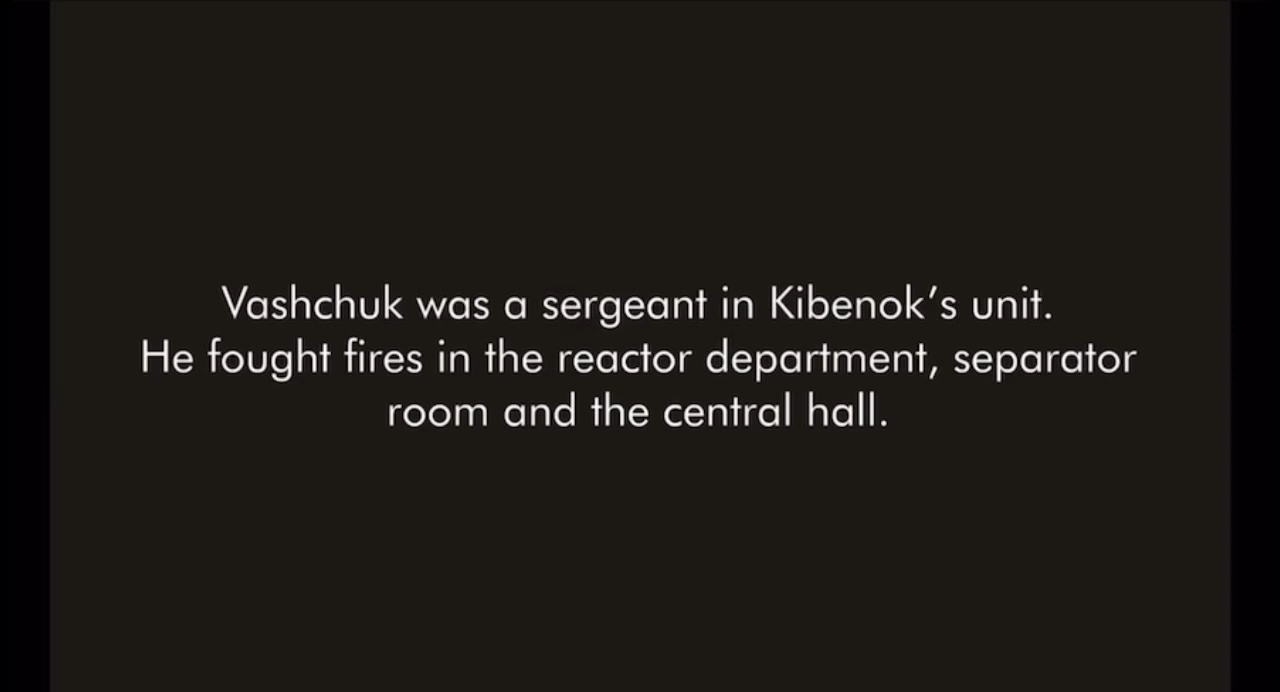 Vashchuk was a sergeant in Kibenok’s unit.
He fought fires in the reactor department, separator
room and the central hall.